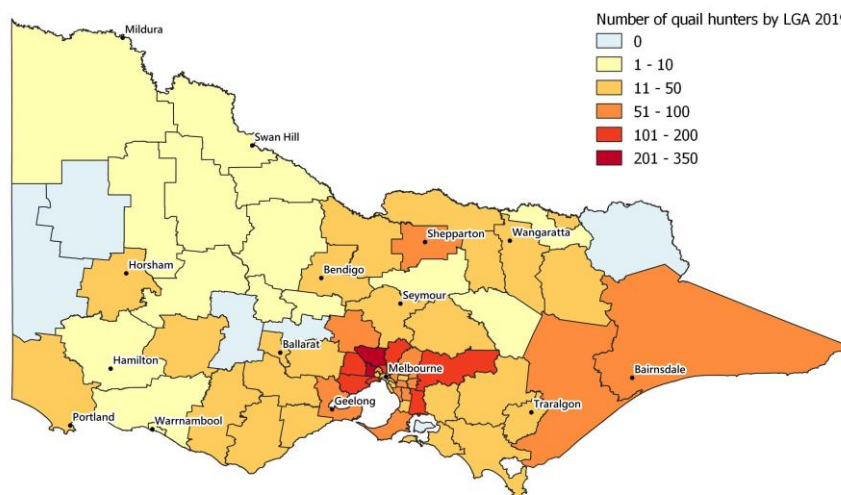 Number of quail hunters by LGA 2019
0
1 - 10
11 - 50
51 - 100
101 - 200
201 - 350
Mildura
Swan Hill
Shepparton
Wangaratta
Horsham
Bendigo
Seymour
Ballarat
Hamilton
Melbourne
Bairnsdale
Geelong
Traralgon
Portland
Warrnambool